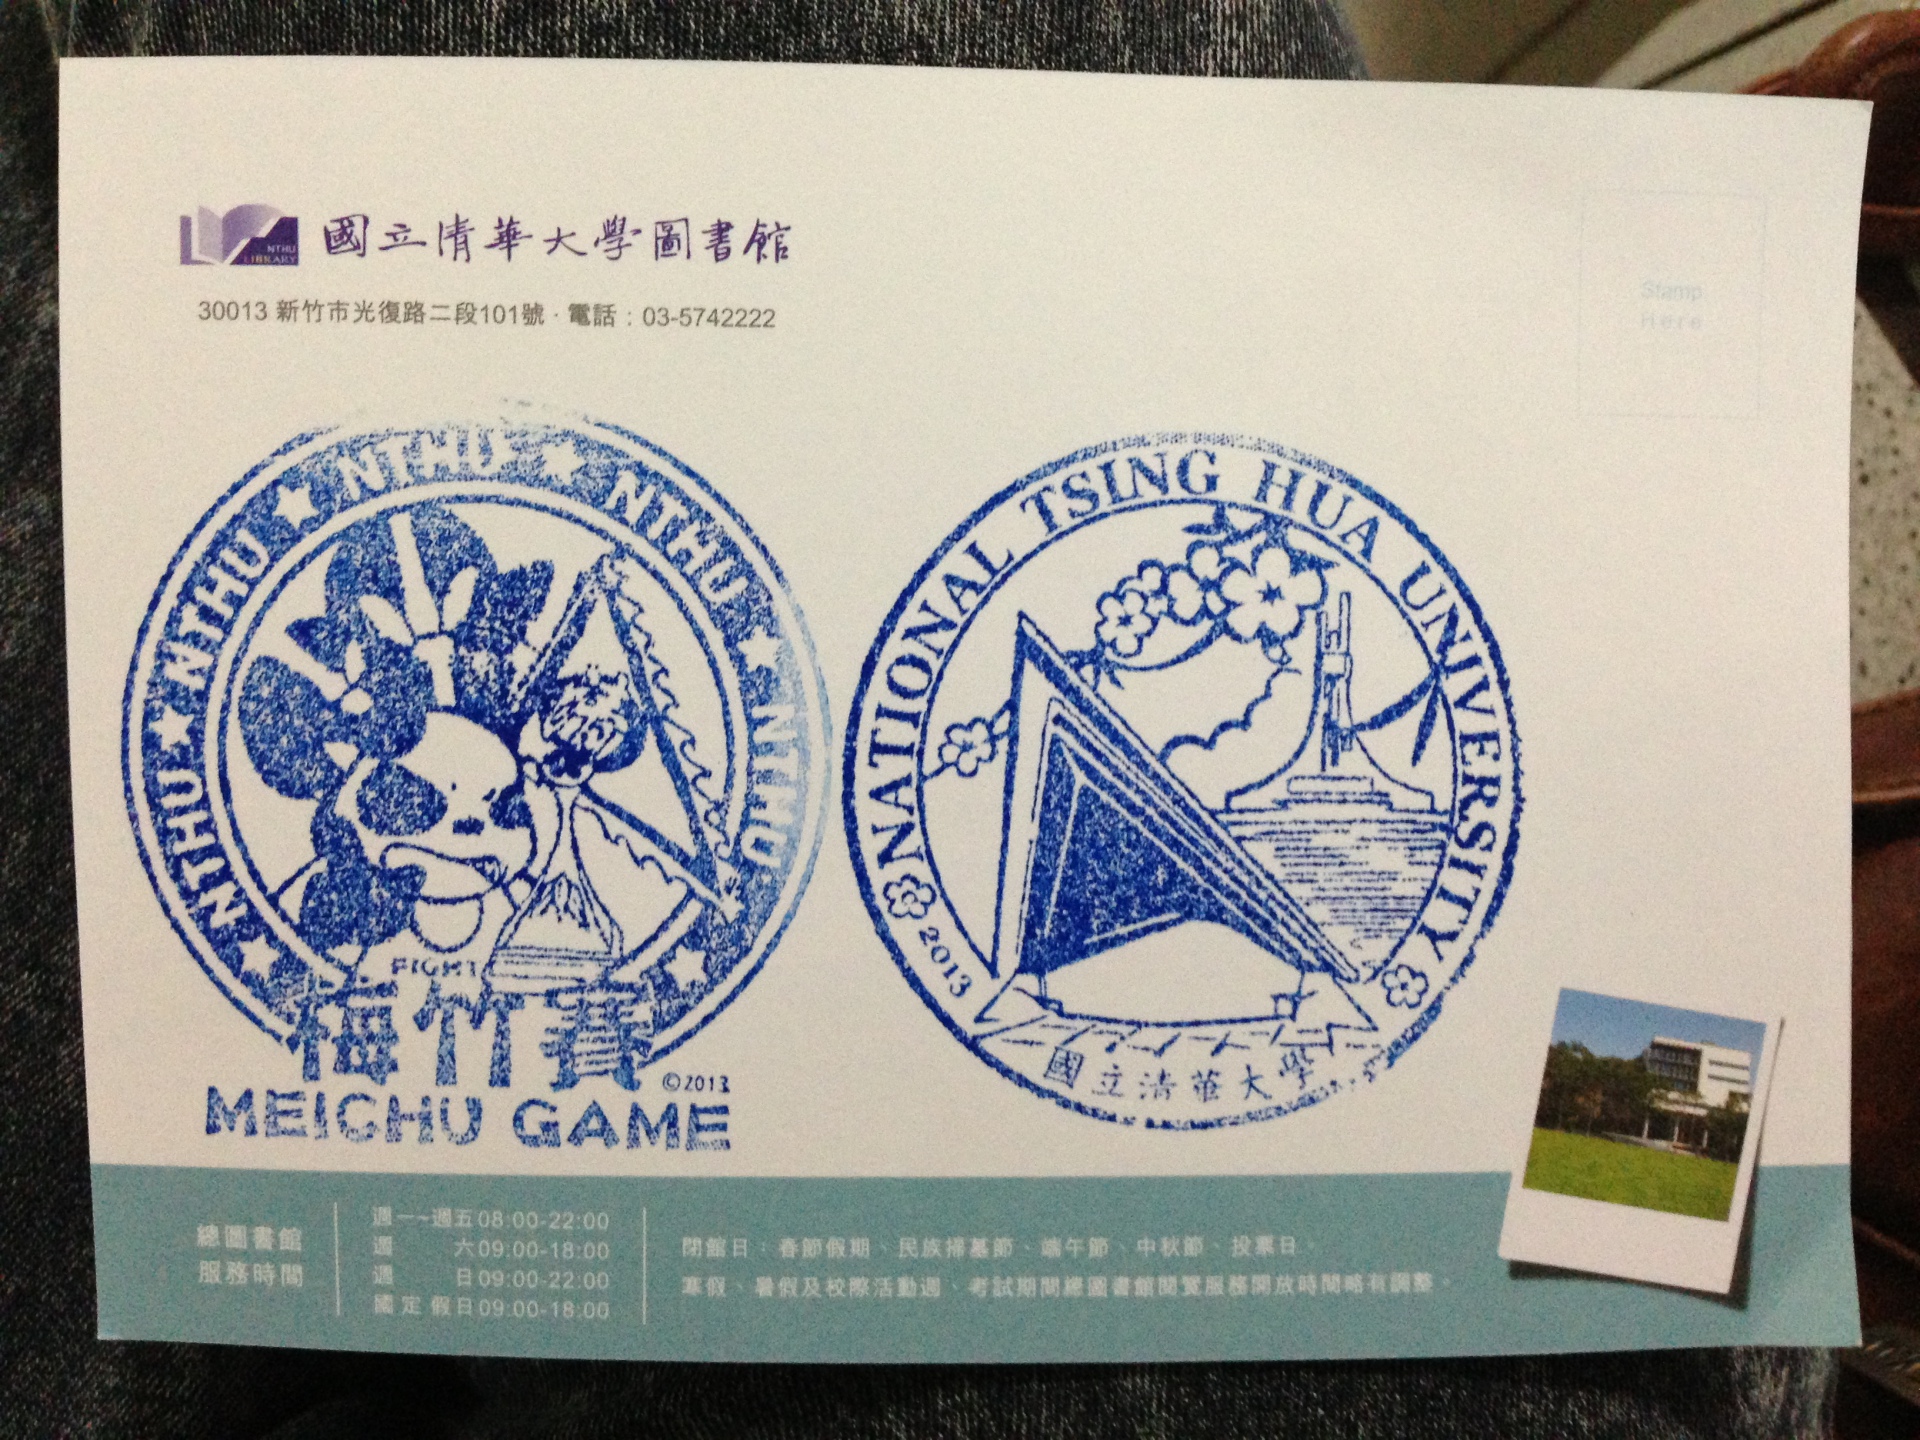 NTHU
LIBRARY
國立清華大學圖書館
30013 新竹市光復路二段101號 · 電話：03-5742222
Stamp
Here
NTHU ★ NTHU ★ NTHU ★ NTHU ★ NTHU ★ NTHU ★ NTHU
FIGHT
梅竹賽
©2013
MEICHU GAME
NATIONAL TSING HUA UNIVERSITY
2013
國立清華大學
總圖書館
服務時間
週一~週五 08:00-22:00
週 六 09:00-18:00
週 日 09:00-22:00
國定假日 09:00-18:00
閉館日：春節假期、民族掃墓節、端午節、中秋節、投票日。
寒假、暑假及校際活動週、考試期間總圖書館閱覽服務開放時間略有調整。